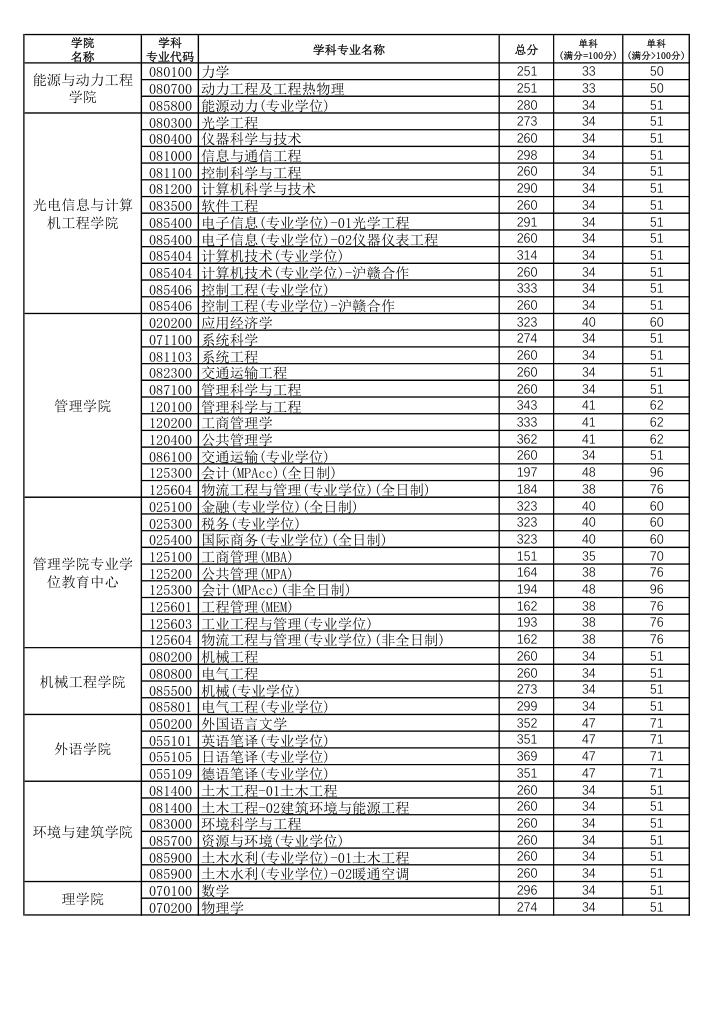 学院 学科 学科专业名称 总分 单科 单科
名称 专业代码 (满分=100分) (满分>100分)
能源与动力工程学院 080100 力学 251 33 50
080700 动力工程及工程热物理 251 33 50
085800 能源动力(专业学位) 280 34 51
光电信息与计算机工程学院 080300 光学工程 273 34 51
080400 仪器科学与技术 260 34 51
081000 信息与通信工程 298 34 51
081100 控制科学与工程 260 34 51
081200 计算机科学与技术 290 34 51
083500 软件工程 260 34 51
085400 电子信息(专业学位)-01光学工程 291 34 51
085400 电子信息(专业学位)-02仪器仪表工程 260 34 51
085404 计算机技术(专业学位) 314 34 51
085404 计算机技术(专业学位)-沪赣合作 260 34 51
085406 控制工程(专业学位) 333 34 51
085406 控制工程(专业学位)-沪赣合作 260 34 51
管理学院 020200 应用经济学 323 40 60
071100 系统科学 274 34 51
081103 系统工程 260 34 51
082300 交通运输工程 260 34 51
087100 管理科学与工程 260 34 51
120100 管理科学与工程 343 41 62
120200 工商管理学 333 41 62
120400 公共管理学 362 41 62
086100 交通运输(专业学位) 260 34 51
125300 会计(MPAcc)(全日制) 197 48 96
125604 物流工程与管理(专业学位)(全日制) 184 38 76
管理学院专业学位教育中心 025100 金融(专业学位)(全日制) 323 40 60
025300 税务(专业学位) 323 40 60
025400 国际商务(专业学位)(全日制) 323 40 60
125100 工商管理(MBA) 151 35 70
125200 公共管理(MPA) 164 38 76
125300 会计(MPAcc)(非全日制) 194 48 96
125601 工程管理(MEM) 162 38 76
125603 工业工程与管理(专业学位) 193 38 76
125604 物流工程与管理(专业学位)(非全日制) 162 38 76
机械工程学院 080200 机械工程 260 34 51
080800 电气工程 260 34 51
085500 机械(专业学位) 273 34 51
085801 电气工程(专业学位) 299 34 51
外语学院 050200 外国语言文学 352 47 71
055101 英语笔译(专业学位) 351 47 71
055105 日语笔译(专业学位) 369 47 71
055109 德语笔译(专业学位) 351 47 71
环境与建筑学院 081400 土木工程-01土木工程 260 34 51
081400 土木工程-02建筑环境与能源工程 260 34 51
083000 环境科学与工程 260 34 51
085700 资源与环境(专业学位) 260 34 51
085900 土木水利(专业学位)-01土木工程 260 34 51
085900 土木水利(专业学位)-02暖通空调 260 34 51
理学院 070100 数学 296 34 51
070200 物理学 274 34 51